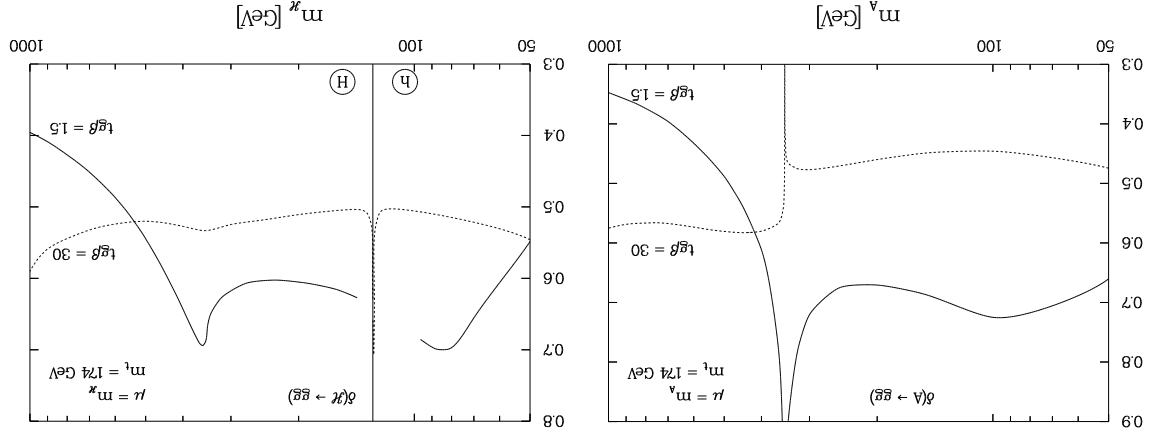 0.9
δ(A → gg)
μ = m_A
m_t = 174 GeV
0.8
0.7
0.6
tgβ = 30
0.5
0.4
tgβ = 1.5
0.3
50 100 1000
m_A [GeV]
0.8
δ(ℋ → gg)
μ = m_ℋ
m_t = 174 GeV
0.7
0.6
tgβ = 30
0.5
0.4
tgβ = 1.5
h H
0.3
50 100 1000
m_ℋ [GeV]